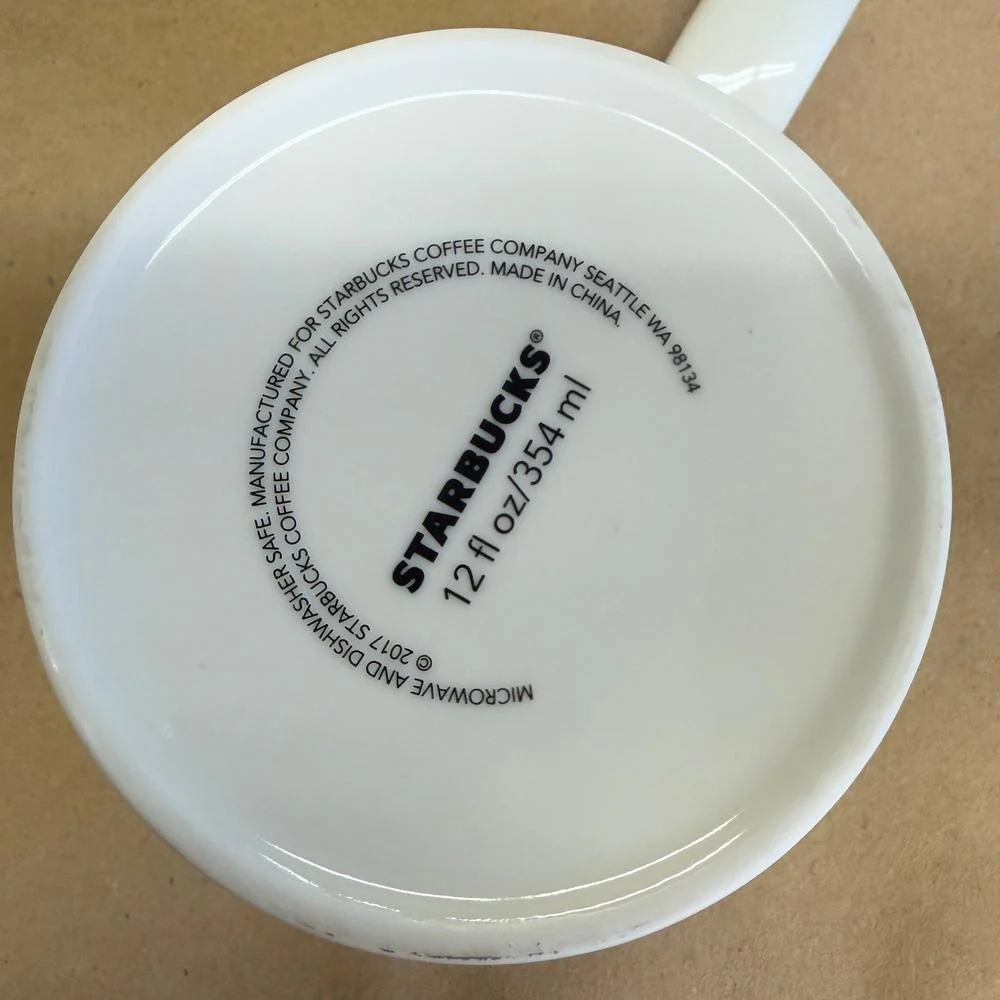 MICROWAVE AND DISHWASHER SAFE. MANUFACTURED FOR STARBUCKS COFFEE COMPANY SEATTLE WA 98134
© 2017 STARBUCKS COFFEE COMPANY. ALL RIGHTS RESERVED. MADE IN CHINA.
STARBUCKS®
12 fl oz/354 ml